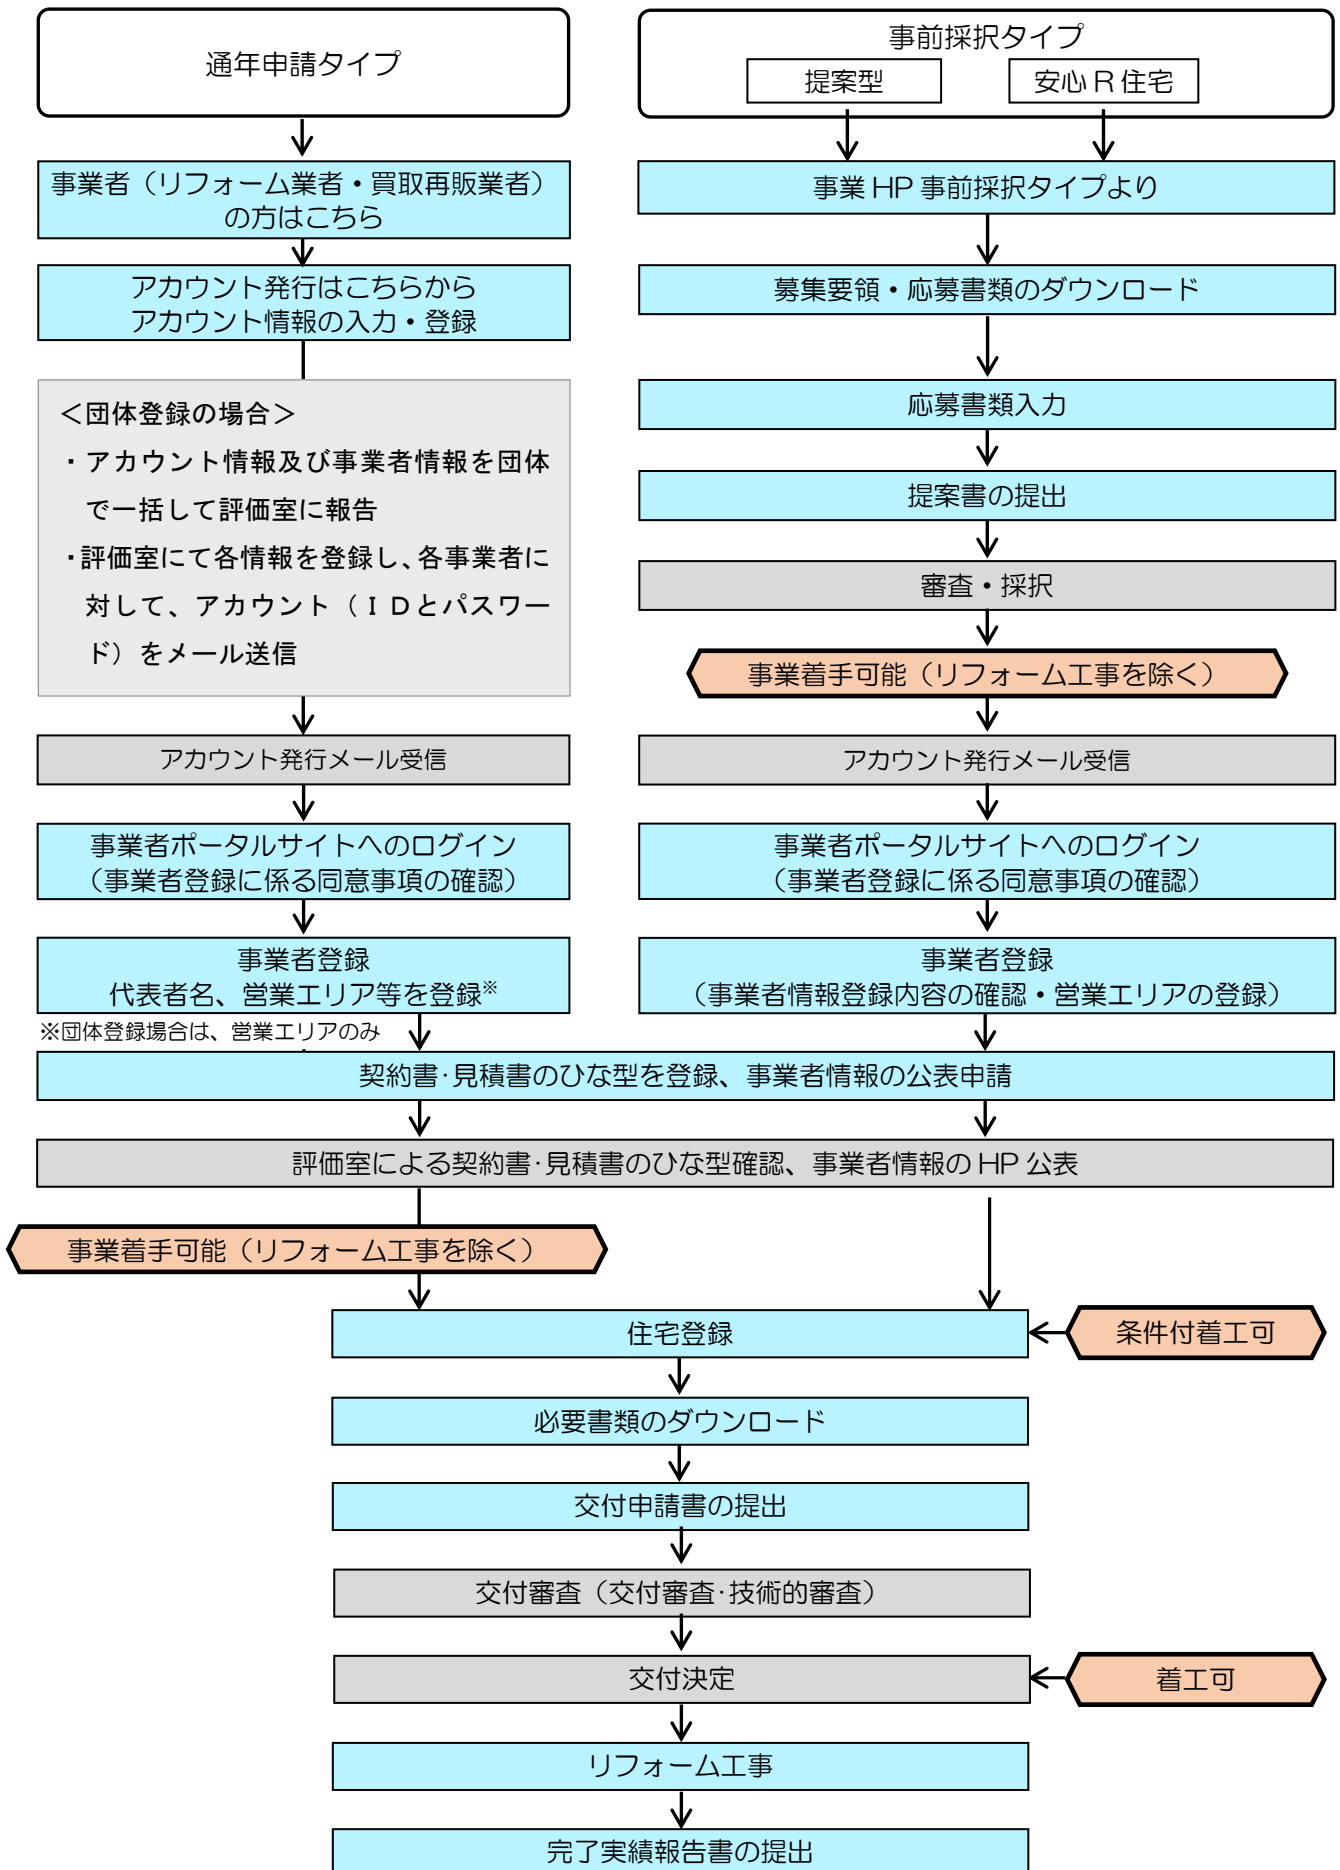 通年申請タイプ
事業者（リフォーム業者・買取再販業者）
の方はこちら
アカウント発行はこちらから
アカウント情報の入力・登録
＜団体登録の場合＞
・アカウント情報及び事業者情報を団体
で一括して評価室に報告
・評価室にて各情報を登録し、各事業者に
対して、アカウント（ＩＤとパスワー
ド）をメール送信
アカウント発行メール受信
事業者ポータルサイトへのログイン
（事業者登録に係る同意事項の確認）
事業者登録
代表者名、営業エリア等を登録※
※団体登録場合は、営業エリアのみ
事前採択タイプ
提案型
安心R住宅
事業HP事前採択タイプより
募集要領・応募書類のダウンロード
応募書類入力
提案書の提出
審査・採択
事業着手可能（リフォーム工事を除く）
アカウント発行メール受信
事業者ポータルサイトへのログイン
（事業者登録に係る同意事項の確認）
事業者登録
（事業者情報登録内容の確認・営業エリアの登録）
契約書･見積書のひな型を登録、事業者情報の公表申請
評価室による契約書･見積書のひな型確認、事業者情報のHP公表
事業着手可能（リフォーム工事を除く）
住宅登録
条件付着工可
必要書類のダウンロード
交付申請書の提出
交付審査（交付審査･技術的審査）
交付決定
着工可
リフォーム工事
完了実績報告書の提出